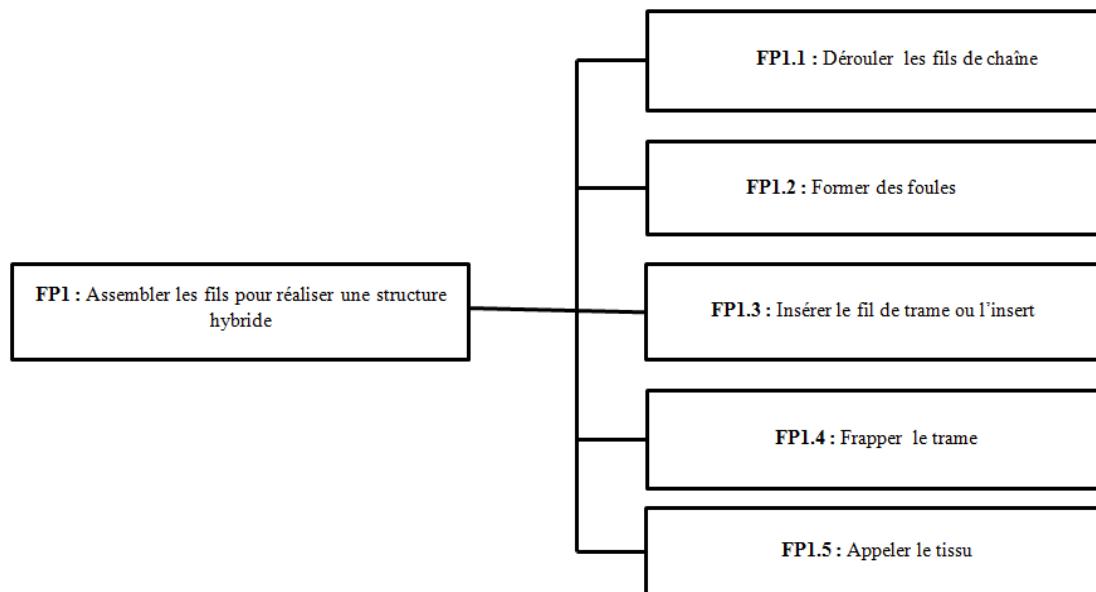 FP1.1 : Dérouler les fils de chaîne
FP1.2 : Former des foules
FP1 : Assembler les fils pour réaliser une structure
hybride
FP1.3 : Insérer le fil de trame ou l'insert
FP1.4 : Frapper le trame
FP1.5 : Appeler le tissu